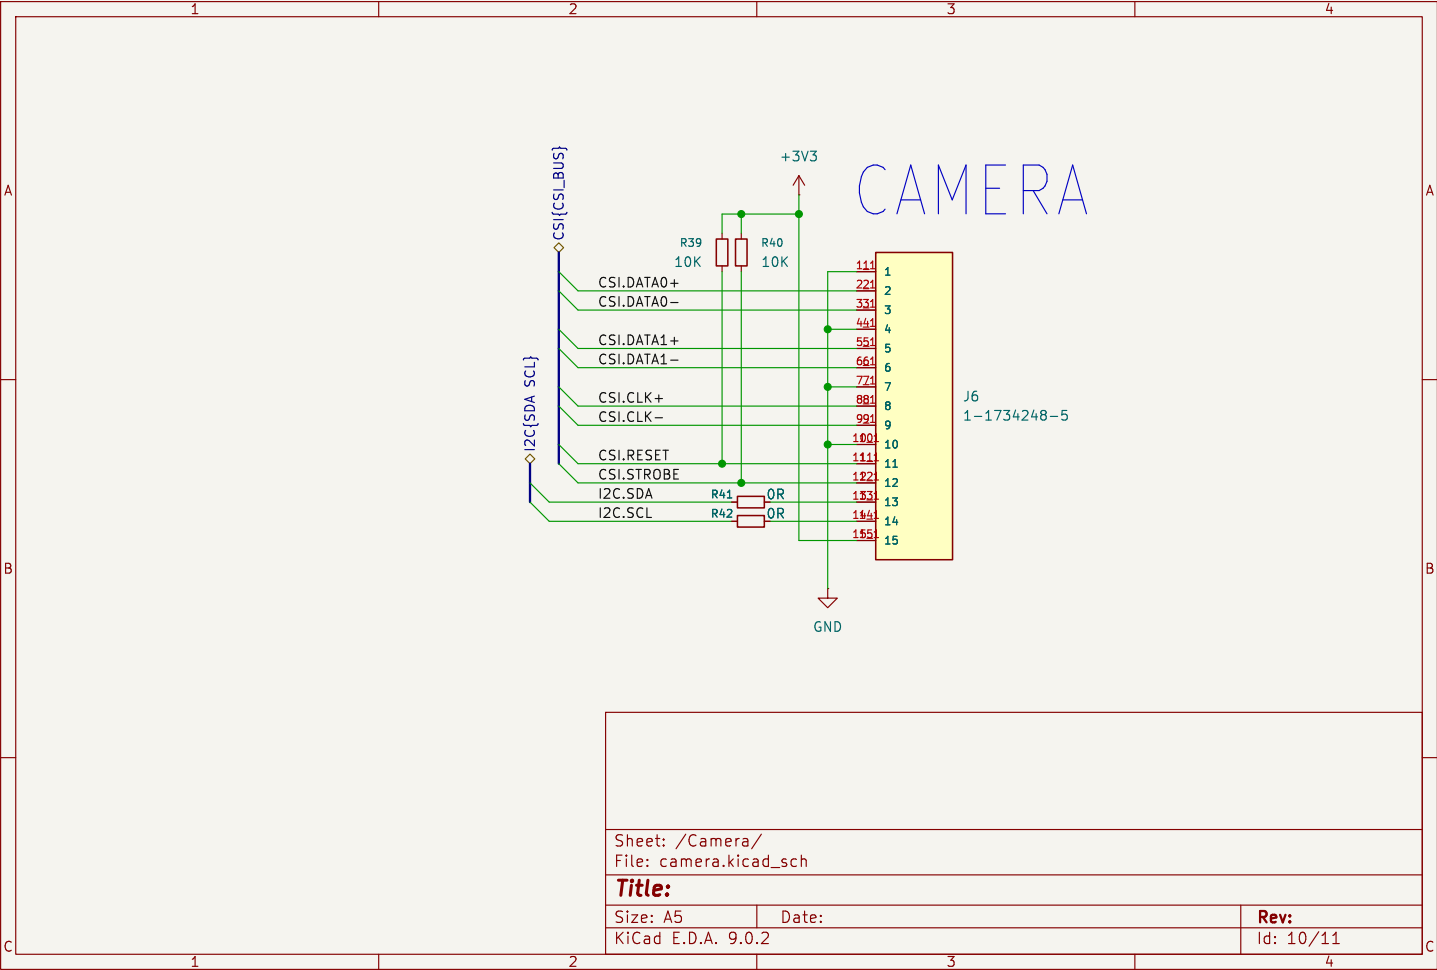 1 2 3 4
A A
B B
C C
CSI{CSI_BUS}
I2C{SDA SCL}
+3V3
CAMERA
R39 R40
10K 10K
CSI.DATA0+
CSI.DATA0-
CSI.DATA1+
CSI.DATA1-
CSI.CLK+
CSI.CLK-
CSI.RESET
CSI.STROBE
I2C.SDA R41 0R
I2C.SCL R42 0R
1
2
3
4
5
6
7
8
9
10
11
12
13
14
15
J6
1-1734248-5
GND
Sheet: /Camera/
File: camera.kicad_sch
Title:
Size: A5 Date: Rev:
KiCad E.D.A. 9.0.2 Id: 10/11
1 2 3 4